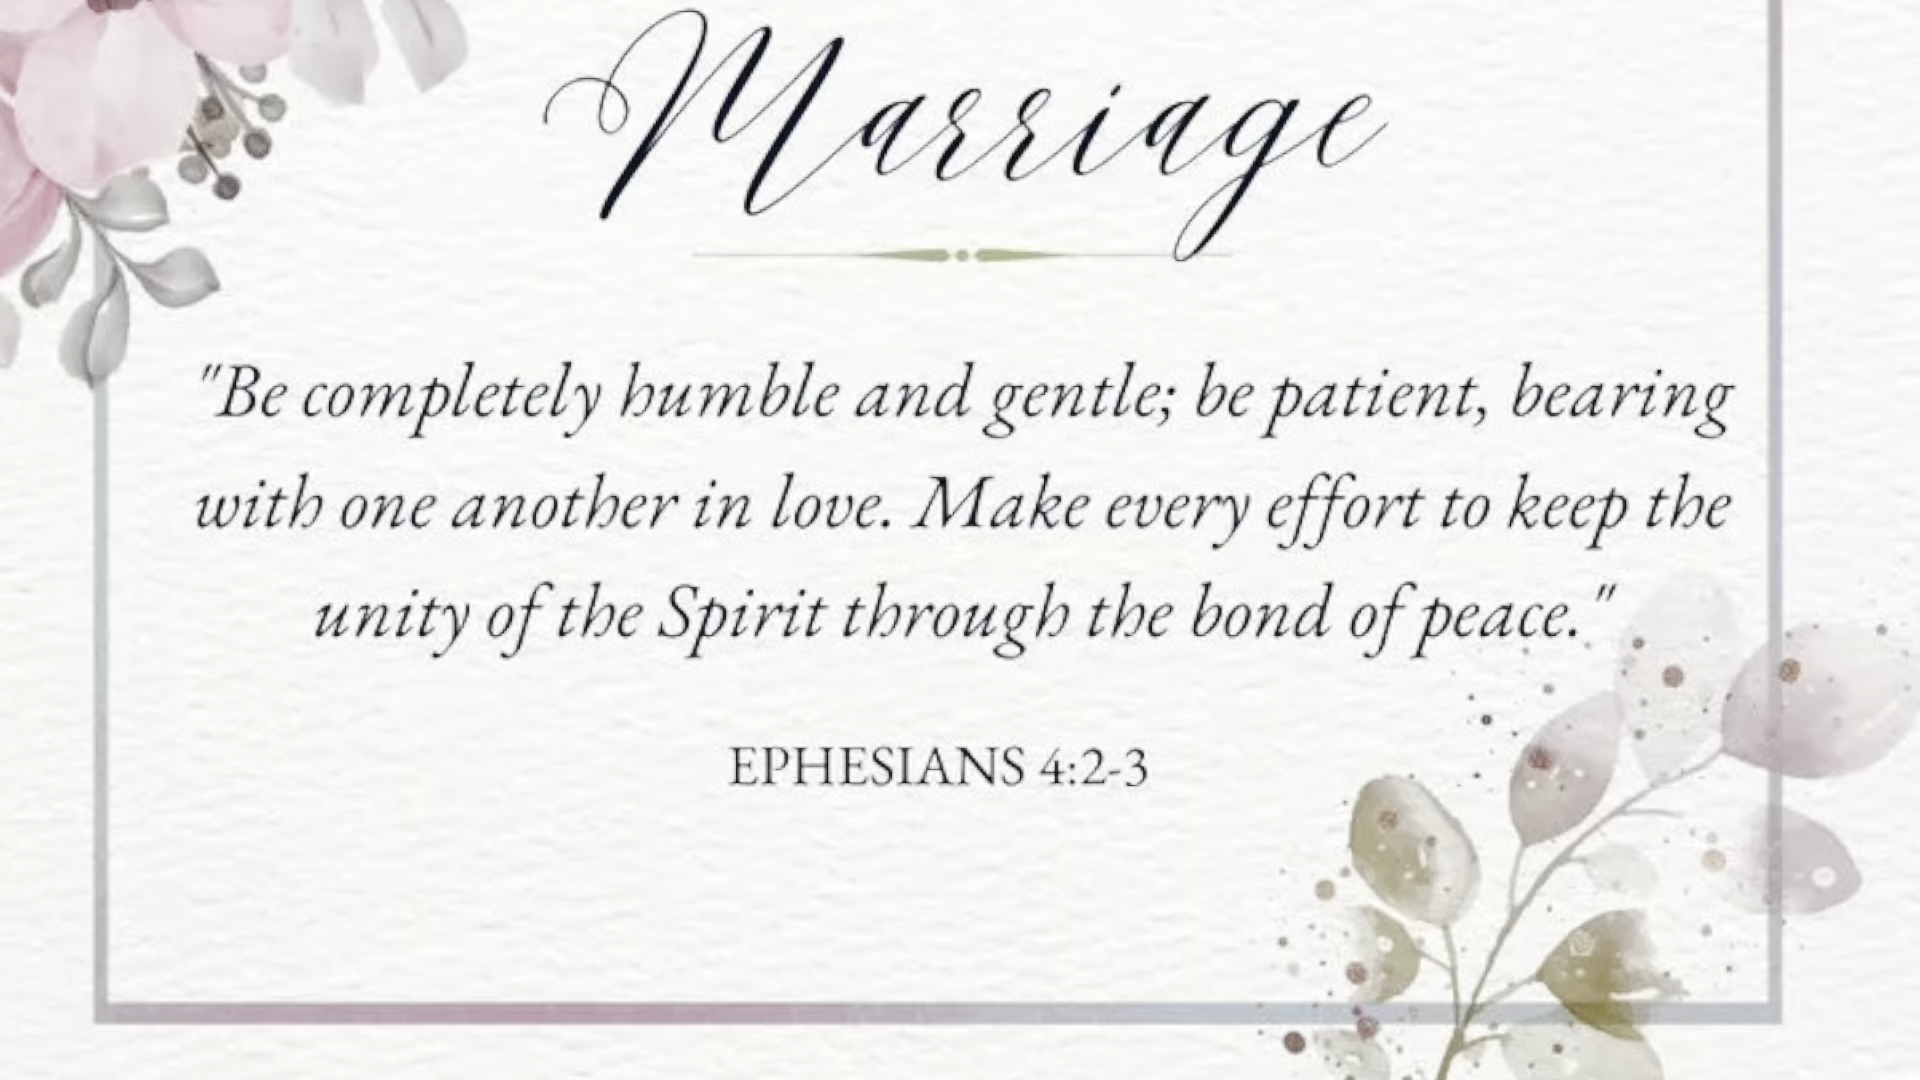 Marriage
"Be completely humble and gentle; be patient, bearing
with one another in love. Make every effort to keep the
unity of the Spirit through the bond of peace."
EPHESIANS 4:2-3